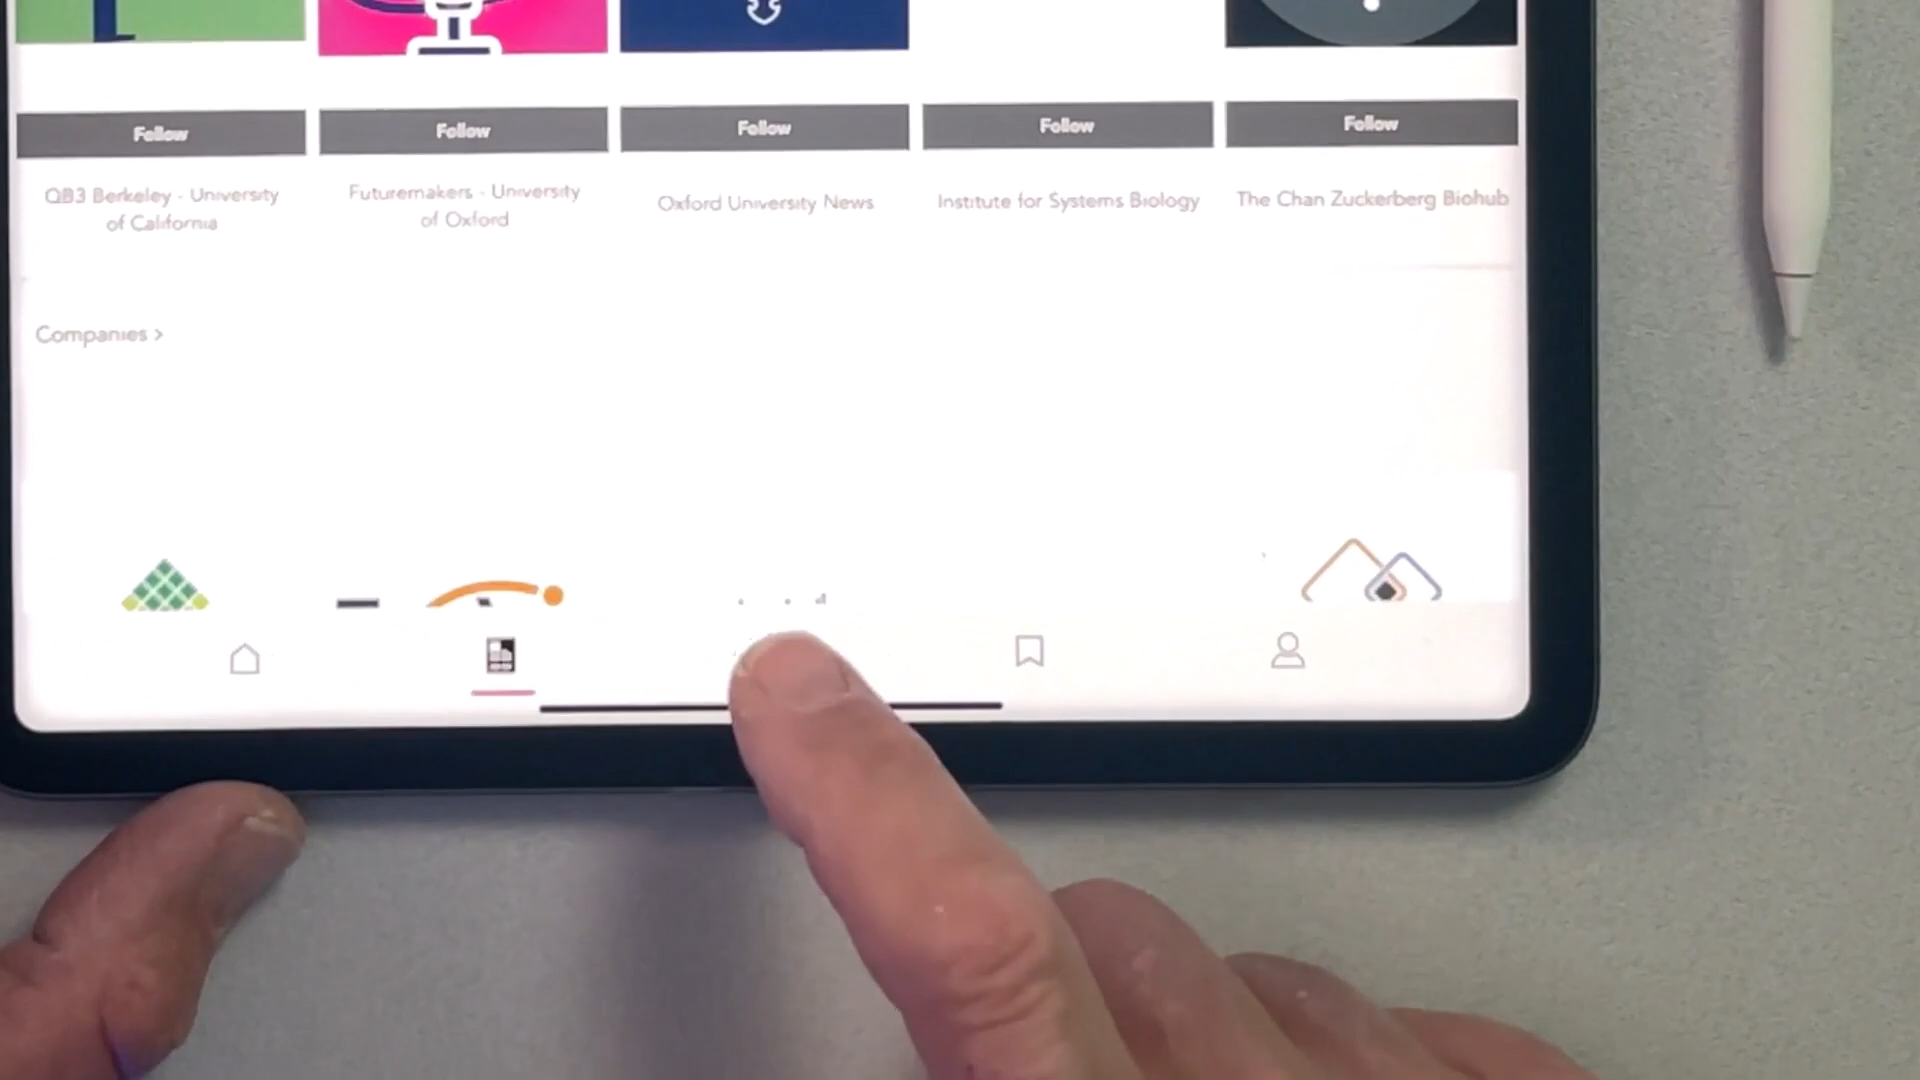 Follow
Follow
Follow
Follow
Follow
QB3 Berkeley - University
of California
Futuremakers - University
of Oxford
Oxford University News
Institute for Systems Biology
The Chan Zuckerberg Biohub
Companies >